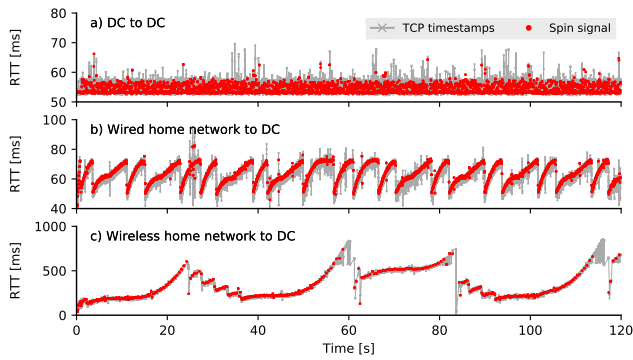 80
a) DC to DC
TCP timestamps
Spin signal
70
60
50
RTT [ms]
100
b) Wired home network to DC
80
60
40
RTT [ms]
1000
c) Wireless home network to DC
500
0
RTT [ms]
0 20 40 60 80 100 120
Time [s]